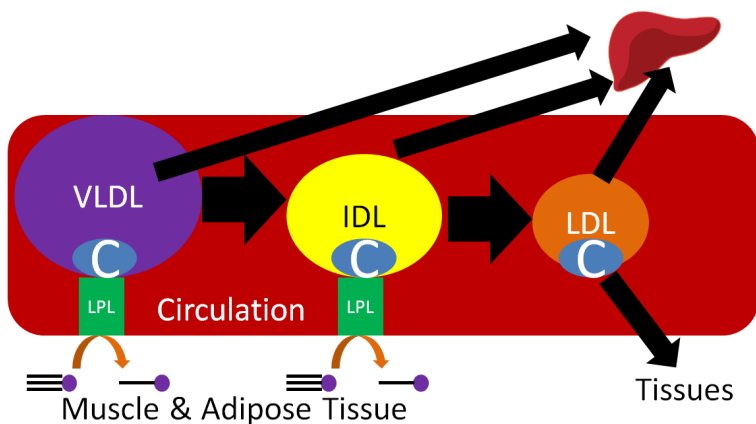 VLDL
IDL
LDL
C
C
C
LPL
Circulation
LPL
Tissues
Muscle & Adipose Tissue